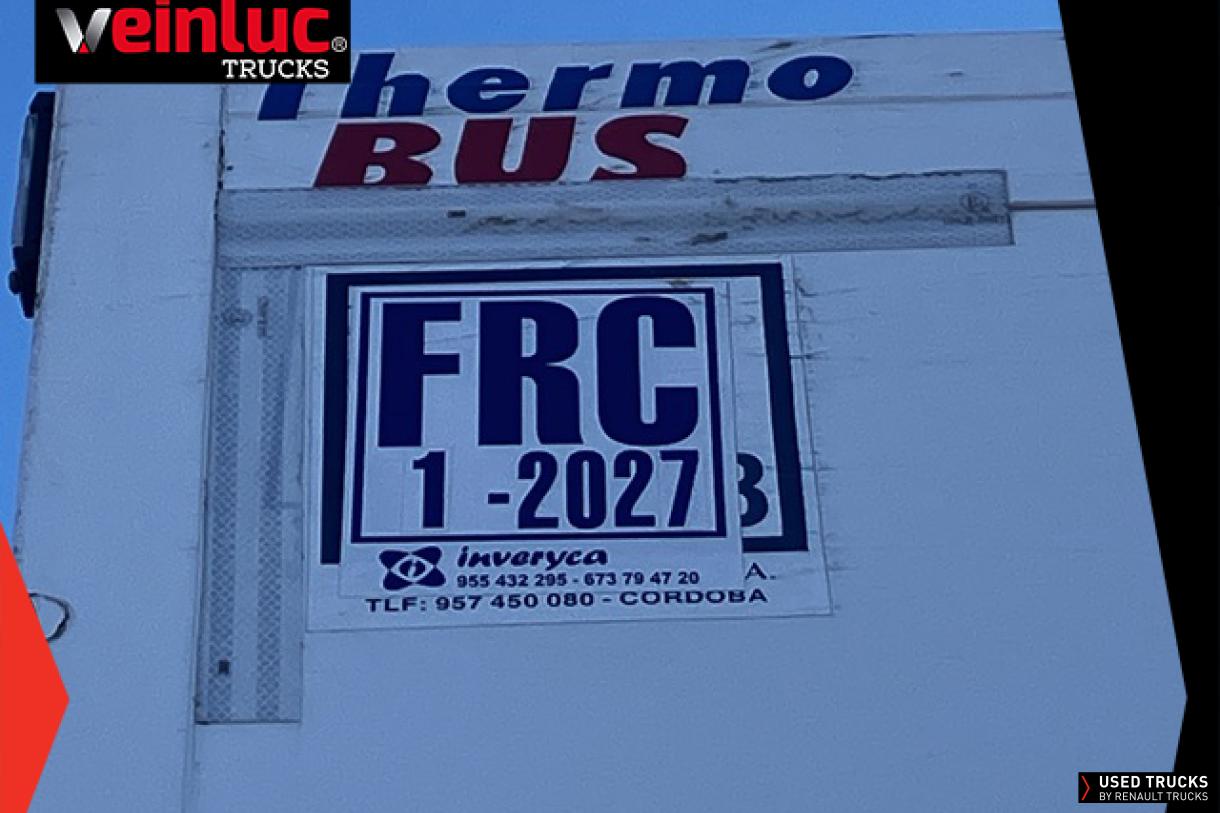 veinluc®
TRUCKS
Thermo
BUS
FRC
1 -2027
B
inveryca
955 432 295 - 673 79 47 20
A.
TLF: 957 450 080 - CORDOBA
USED TRUCKS
BY RENAULT TRUCKS